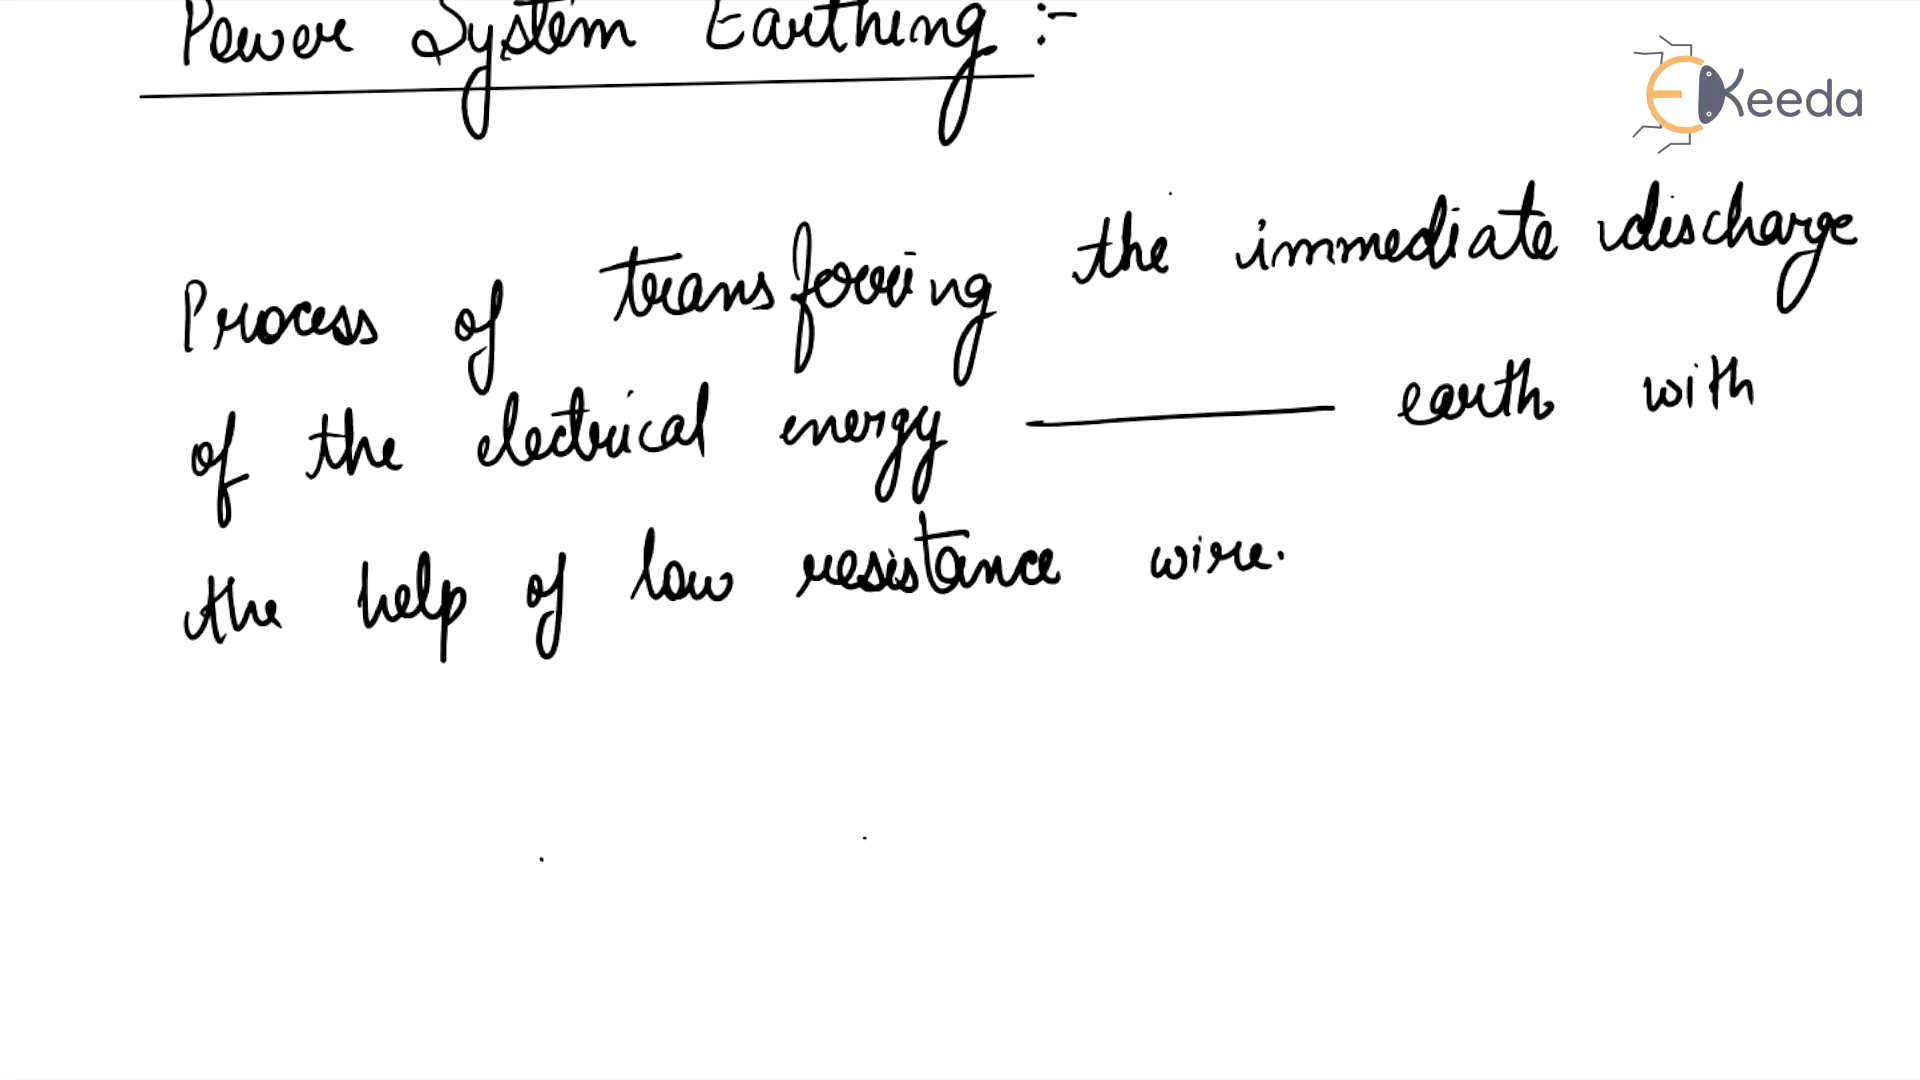 Power System Earthing :-
EKeeda
Process of transferring the immediate discharge
of the electrical energy ——— earth with
the help of low resistance wire.